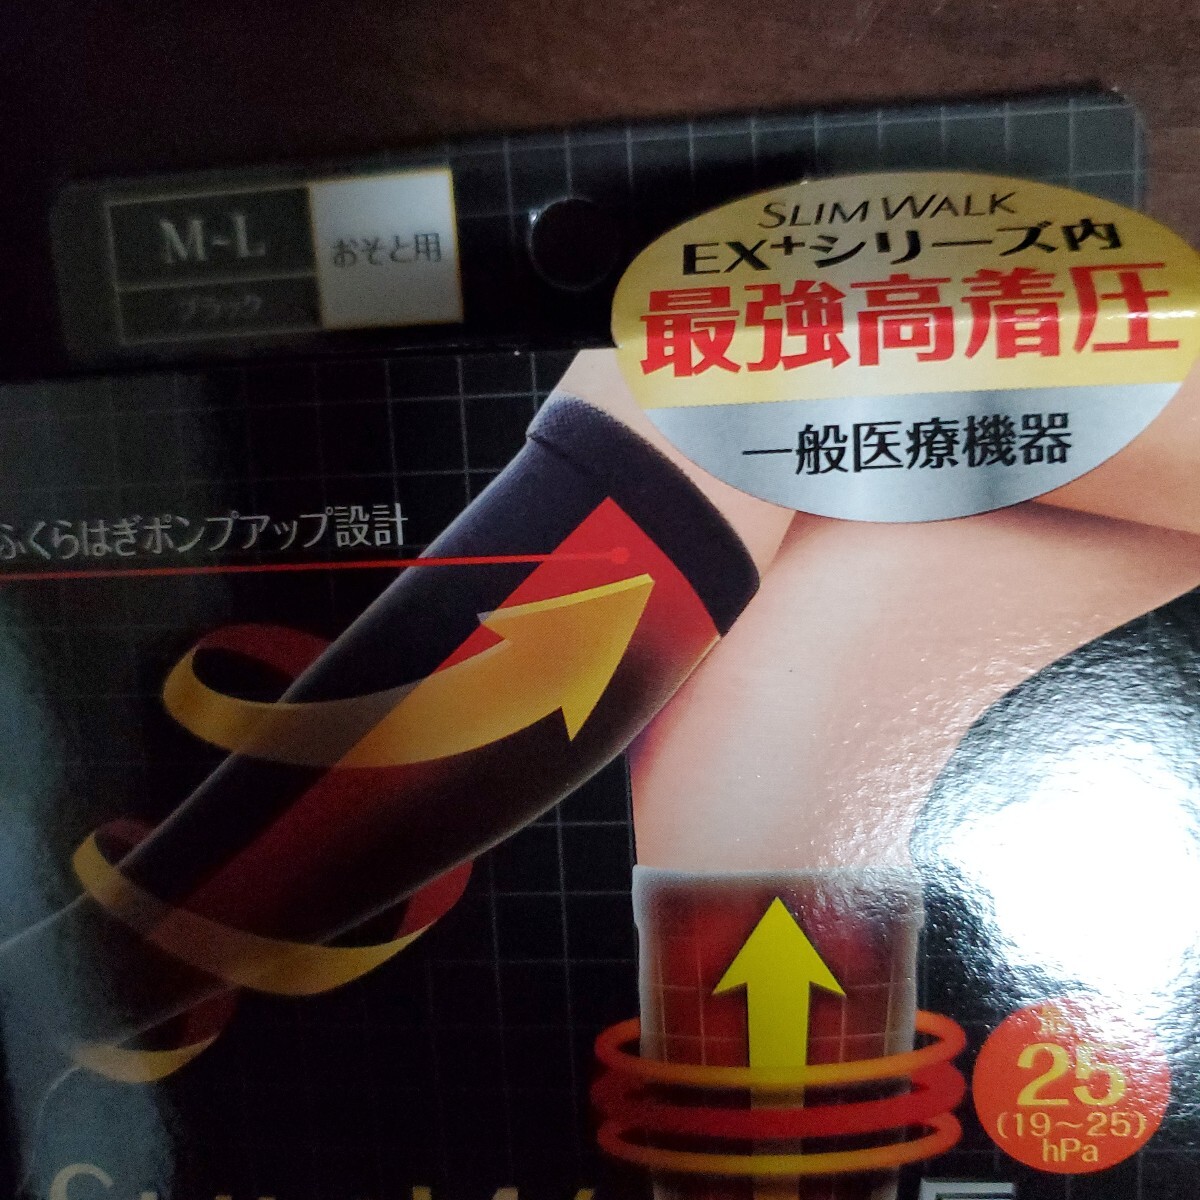 M-L
ブラック
おそと用
SLIM WALK
EX+シリーズ内
最強高着圧
一般医療機器
ふくらはぎポンプアップ設計
25
(19～25)
hPa